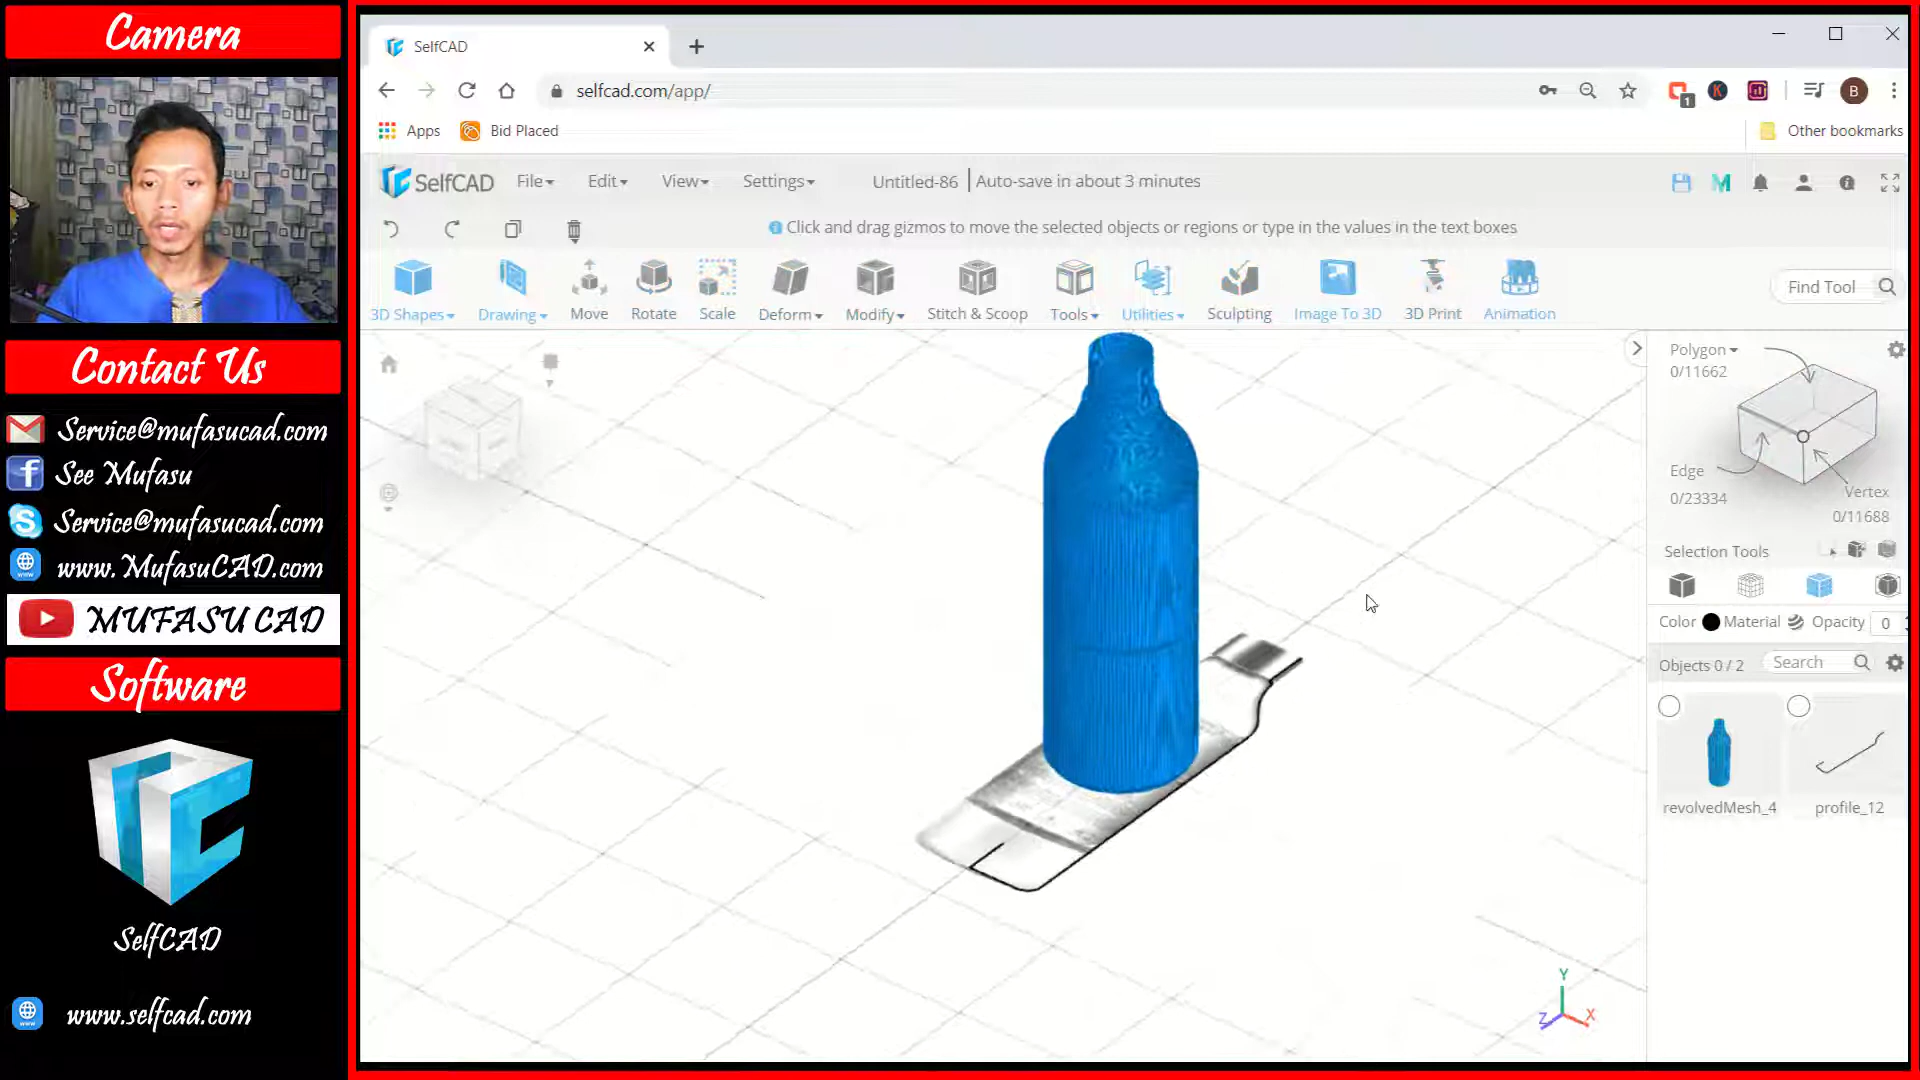 Camera
Contact Us
Service@mufasucad.com
See Mufasu
Service@mufasucad.com
www.MufasuCAD.com
MUFASU CAD
Software
SelfCAD
www.selfcad.com
SelfCAD
selfcad.com/app/
1
K
B
Apps
Bid Placed
Other bookmarks
SelfCAD
File
Edit
View
Settings
Untitled-86
Auto-save in about 3 minutes
M
Click and drag gizmos to move the selected objects or regions or type in the values in the text boxes
3D Shapes
Drawing
Move
Rotate
Scale
Deform
Modify
Stitch & Scoop
Tools
Utilities
Sculpting
Image To 3D
3D Print
Animation
Find Tool
Polygon
0/11662
Edge
0/23334
Vertex
0/11688
Selection Tools
Color
Material
Opacity
0
Objects 0 / 2
Search
revolvedMesh_4
profile_12
Y
Z
X